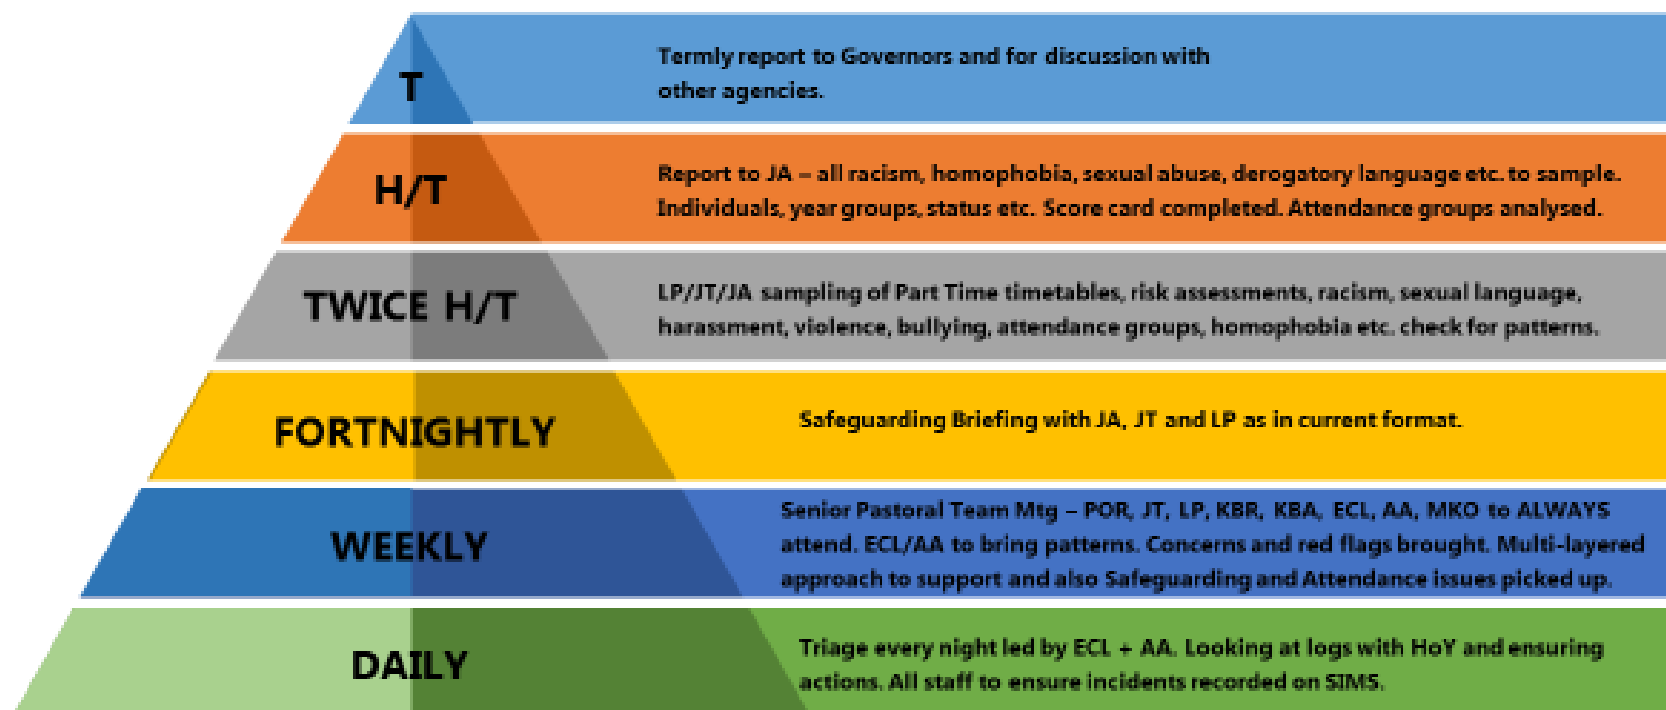 T
Termly report to Governors and for discussion with
other agencies.
H/T
Report to JA – all racism, homophobia, sexual abuse, derogatory language etc. to sample.
Individuals, year groups, status etc. Score card completed. Attendance groups analysed.
TWICE H/T
LP/JT/JA sampling of Part Time timetables, risk assessments, racism, sexual language,
harassment, violence, bullying, attendance groups, homophobia etc. check for patterns.
FORTNIGHTLY
Safeguarding Briefing with JA, JT and LP as in current format.
WEEKLY
Senior Pastoral Team Mtg – POR, JT, LP, KBR, KBA, ECL, AA, MKO to ALWAYS
attend. ECL/AA to bring patterns. Concerns and red flags brought. Multi-layered
approach to support and also Safeguarding and Attendance issues picked up.
DAILY
Triage every night led by ECL + AA. Looking at logs with HoY and ensuring
actions. All staff to ensure incidents recorded on SIMS.